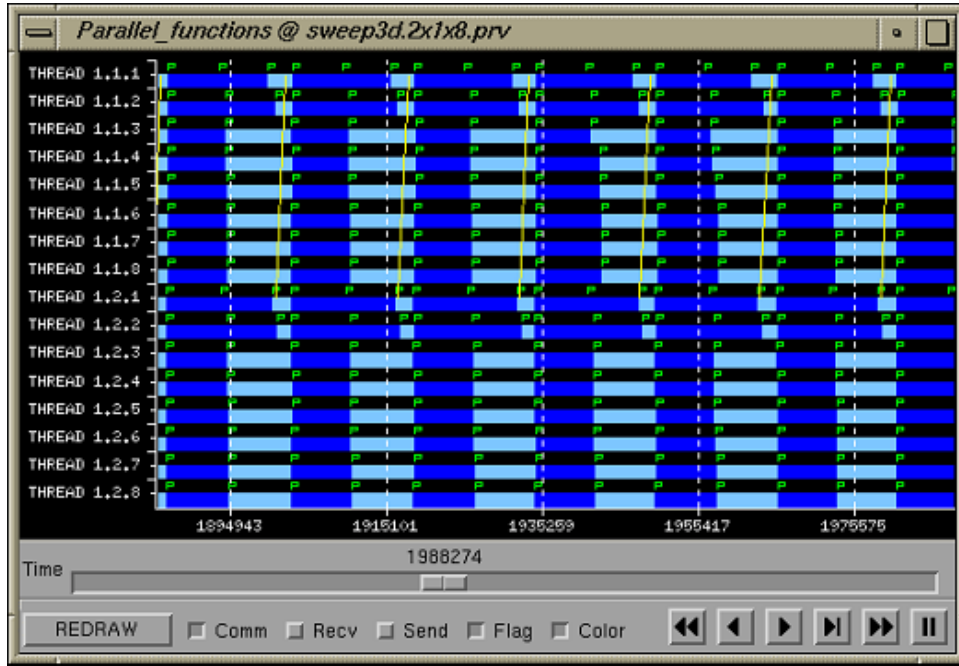 Parallel_functions @ sweep3d.2x1x8.prv
THREAD 1.1.1
THREAD 1.1.2
THREAD 1.1.3
THREAD 1.1.4
THREAD 1.1.5
THREAD 1.1.6
THREAD 1.1.7
THREAD 1.1.8
THREAD 1.2.1
THREAD 1.2.2
THREAD 1.2.3
THREAD 1.2.4
THREAD 1.2.5
THREAD 1.2.6
THREAD 1.2.7
THREAD 1.2.8
1894943 1915101 1935259 1955417 1975575
1988274
Time
REDRAW Comm Recv Send Flag Color